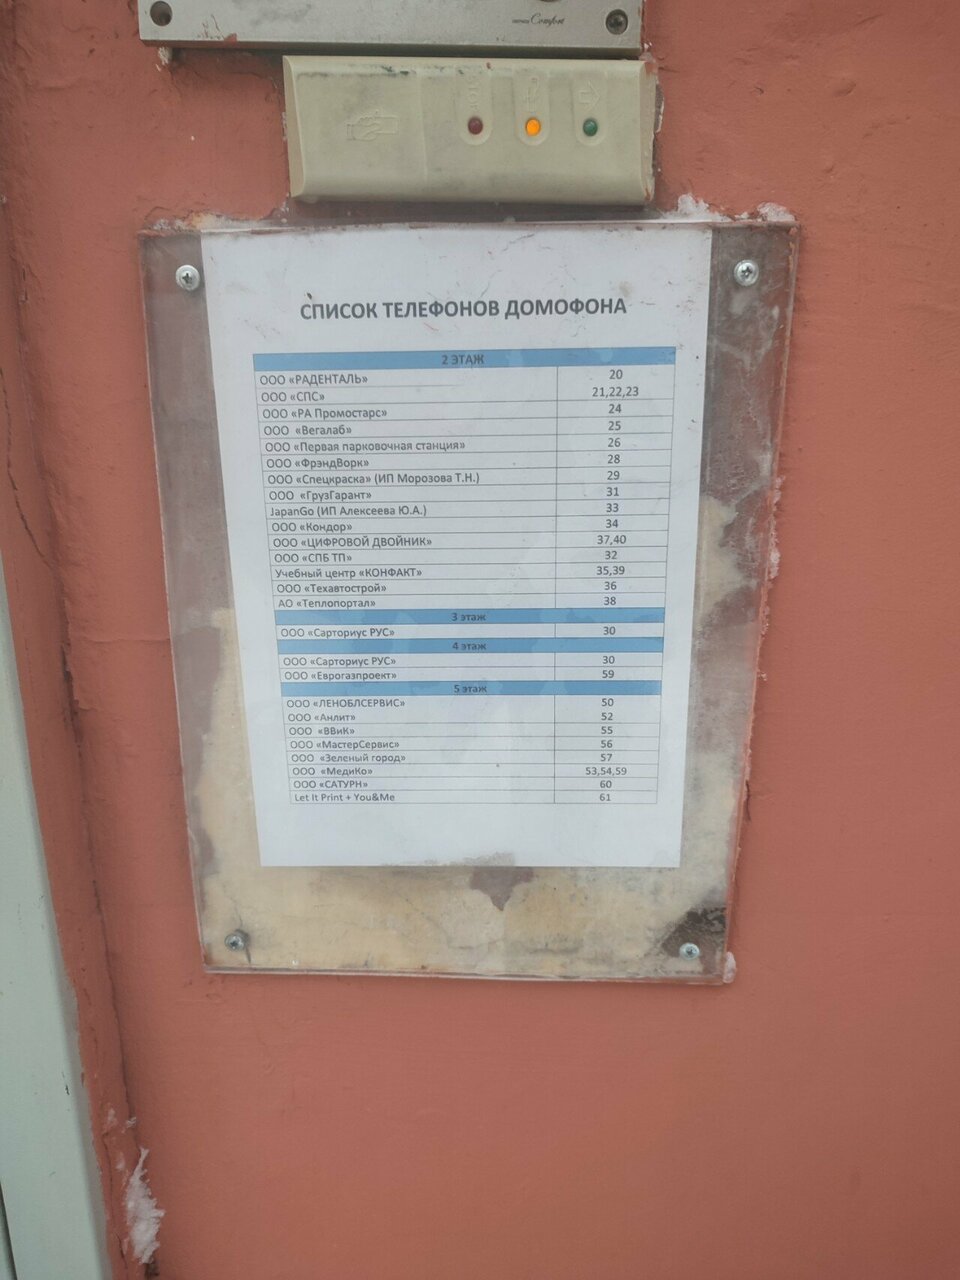 Comfort
СПИСОК ТЕЛЕФОНОВ ДОМОФОНА
2 ЭТАЖ
ООО «РАДЕНТАЛЬ» 20
ООО «СПС» 21,22,23
ООО «РА Промостарс» 24
ООО «Вегалаб» 25
ООО «Первая парковочная станция» 26
ООО «ФрэндВорк» 28
ООО «Спецкраска» (ИП Морозова Т.Н.) 29
ООО «ГрузГарант» 31
JapanGo (ИП Алексеева Ю.А.) 33
ООО «Кондор» 34
ООО «ЦИФРОВОЙ ДВОЙНИК» 37,40
ООО «СПБ ТП» 32
Учебный центр «КОНФАКТ» 35,39
ООО «Техавтострой» 36
АО «Теплопортал» 38
3 этаж
ООО «Сарториус РУС» 30
4 этаж
ООО «Сарториус РУС» 30
ООО «Еврогазпроект» 59
5 этаж
ООО «ЛЕНОБЛСЕРВИС» 50
ООО «Анлит» 52
ООО «ВВиК» 55
ООО «МастерСервис» 56
ООО «Зеленый город» 57
ООО «МедиКо» 53,54,59
ООО «САТУРН» 60
Let It Print + You&Me 61